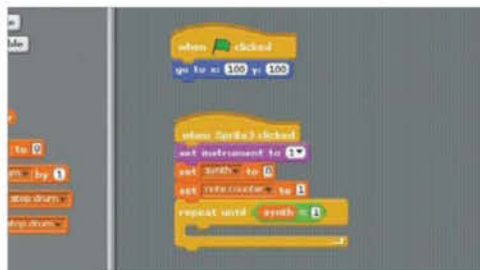 le
ble
when clicked
go to x: 100 y: 100
when Sprite3 clicked
set instrument to 1
to 0
set synth to 0
by 1
set note counter to 1
stop drum
repeat until synth = 1
stop drum